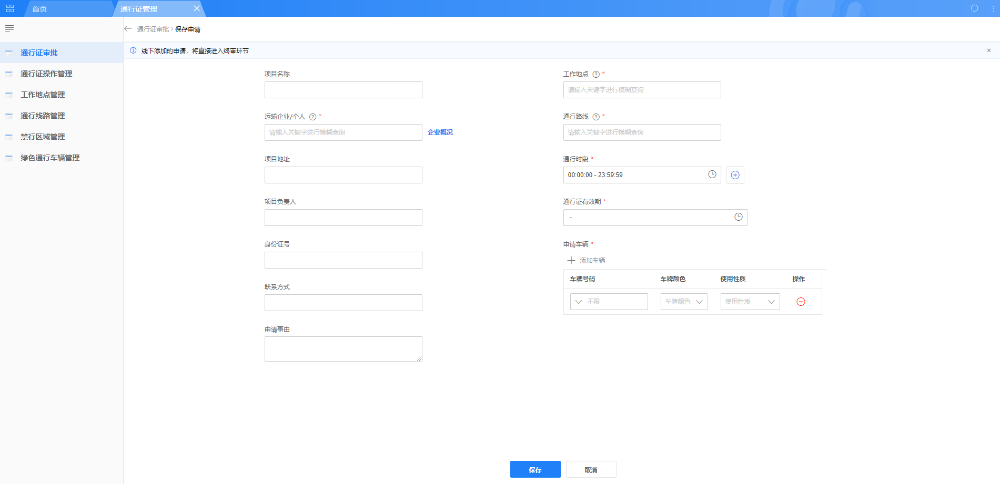 首页
通行证管理
通行证审批 > 保存申请
线下添加的申请，将直接进入终审环节
通行证审批
通行证操作管理
工作地点管理
通行线路管理
禁行区域管理
绿色通行车辆管理
项目名称
运输企业/个人 ? *
请输入关键字进行模糊查询
企业概况
项目地址
项目负责人
身份证号
联系方式
申请事由
工作地点 ? *
请输入关键字进行模糊查询
通行路线 ? *
请输入关键字进行模糊查询
通行时段 *
00:00:00 - 23:59:59
通行证有效期 *
-
申请车辆 *
添加车辆
车牌号码 车牌颜色 使用性质 操作
不限 车牌颜色 使用性质
保存 取消